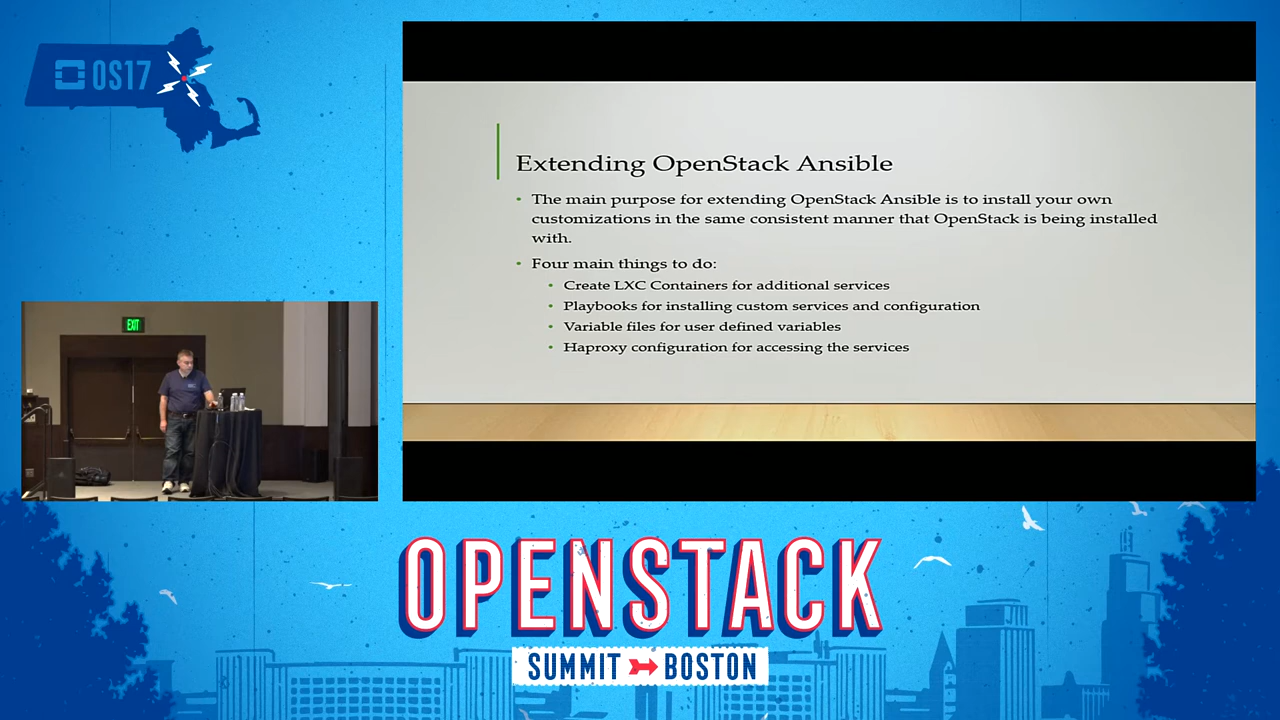 OS17
EXIT
Extending OpenStack Ansible
• The main purpose for extending OpenStack Ansible is to install your own
customizations in the same consistent manner that OpenStack is being installed
with.
• Four main things to do:
• Create LXC Containers for additional services
• Playbooks for installing custom services and configuration
• Variable files for user defined variables
• Haproxy configuration for accessing the services
OPENSTACK
SUMMIT BOSTON